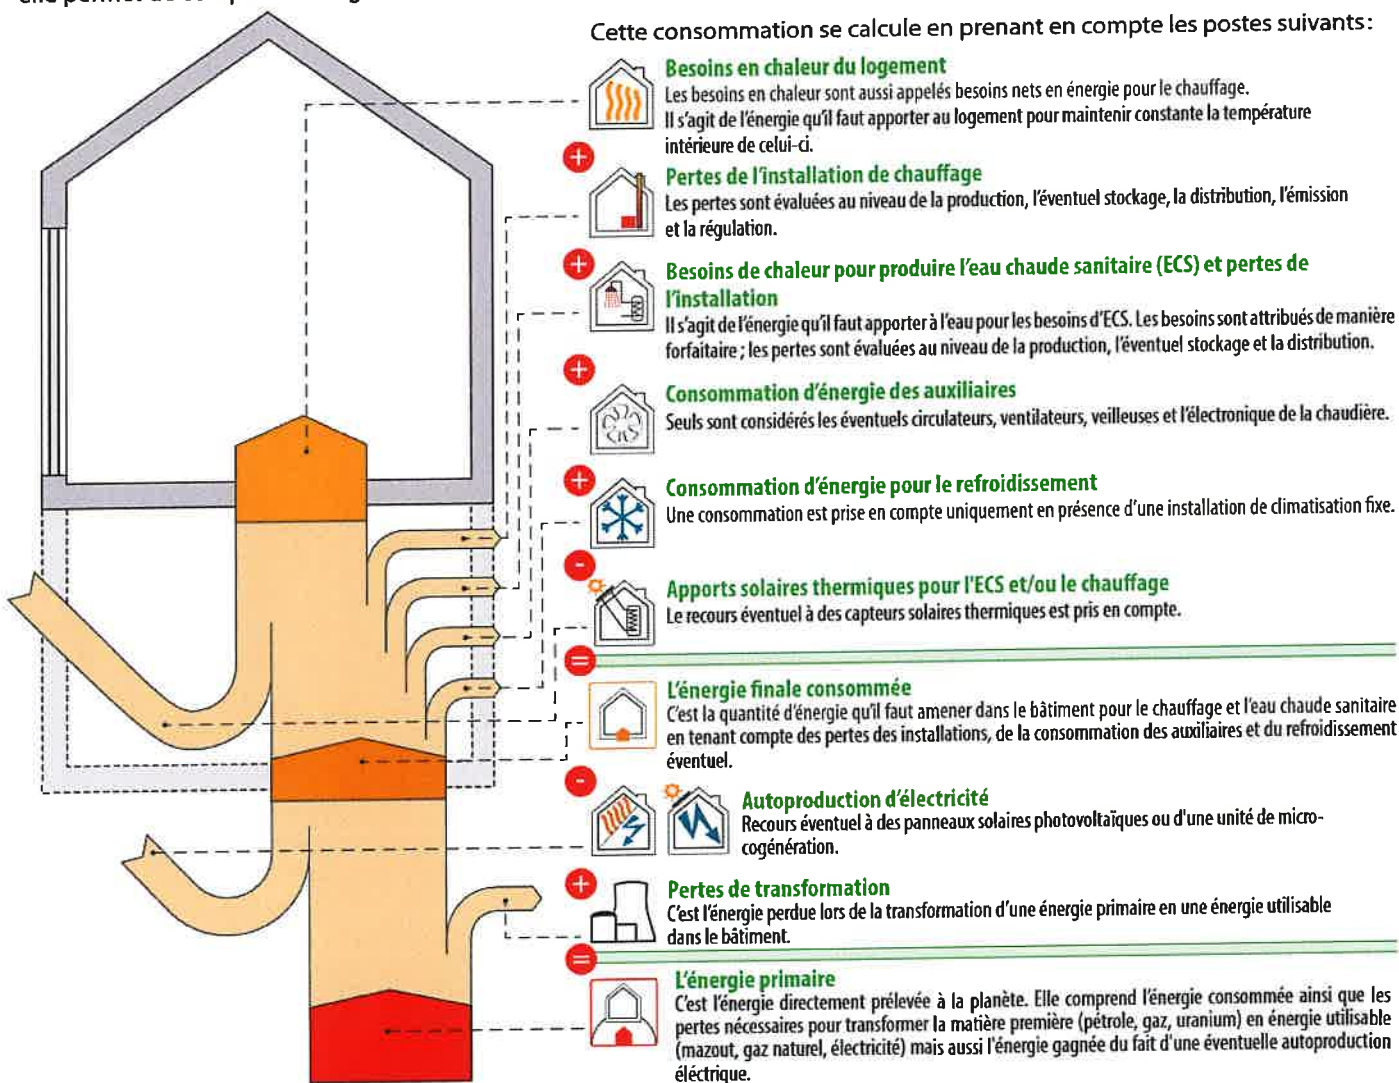 Cette consommation se calcule en prenant en compte les postes suivants:
Besoins en chaleur du logement
Les besoins en chaleur sont aussi appelés besoins nets en énergie pour le chauffage.
Il s'agit de l'énergie qu'il faut apporter au logement pour maintenir constante la température
intérieure de celui-ci.
+
Pertes de l'installation de chauffage
Les pertes sont évaluées au niveau de la production, l'éventuel stockage, la distribution, l'émission
et la régulation.
+
Besoins de chaleur pour produire l'eau chaude sanitaire (ECS) et pertes de
l'installation
Il s'agit de l'énergie qu'il faut apporter à l'eau pour les besoins d'ECS. Les besoins sont attribués de manière
forfaitaire ; les pertes sont évaluées au niveau de la production, l'éventuel stockage et la distribution.
+
Consommation d'énergie des auxiliaires
Seuls sont considérés les éventuels circulateurs, ventilateurs, veilleuses et l'électronique de la chaudière.
+
Consommation d'énergie pour le refroidissement
Une consommation est prise en compte uniquement en présence d'une installation de climatisation fixe.
-
Apports solaires thermiques pour l'ECS et/ou le chauffage
Le recours éventuel à des capteurs solaires thermiques est pris en compte.
=
L'énergie finale consommée
C'est la quantité d'énergie qu'il faut amener dans le bâtiment pour le chauffage et l'eau chaude sanitaire
en tenant compte des pertes des installations, de la consommation des auxiliaires et du refroidissement
éventuel.
-
Autoproduction d'électricité
Recours éventuel à des panneaux solaires photovoltaïques ou d'une unité de micro-
cogénération.
+
Pertes de transformation
C'est l'énergie perdue lors de la transformation d'une énergie primaire en une énergie utilisable
dans le bâtiment.
=
L'énergie primaire
C'est l'énergie directement prélevée à la planète. Elle comprend l'énergie consommée ainsi que les
pertes nécessaires pour transformer la matière première (pétrole, gaz, uranium) en énergie utilisable
(mazout, gaz naturel, électricité) mais aussi l'énergie gagnée du fait d'une éventuelle autoproduction
électrique.